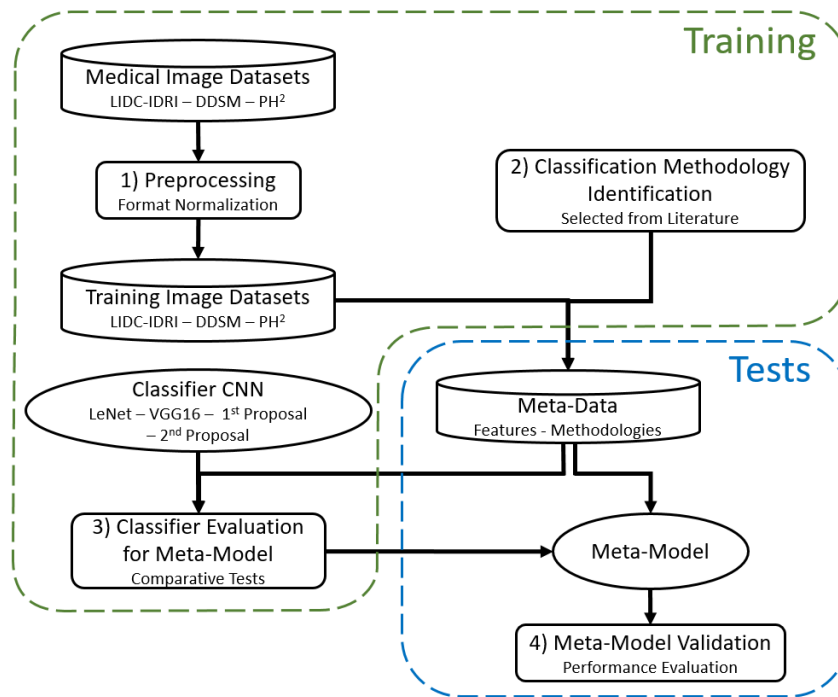 Training
Medical Image Datasets
LIDC-IDRI – DDSM – PH²
1) Preprocessing
Format Normalization
2) Classification Methodology
Identification
Selected from Literature
Training Image Datasets
LIDC-IDRI – DDSM – PH²
Tests
Classifier CNN
LeNet – VGG16 – 1st Proposal
– 2nd Proposal
Meta-Data
Features - Methodologies
3) Classifier Evaluation
for Meta-Model
Comparative Tests
Meta-Model
4) Meta-Model Validation
Performance Evaluation